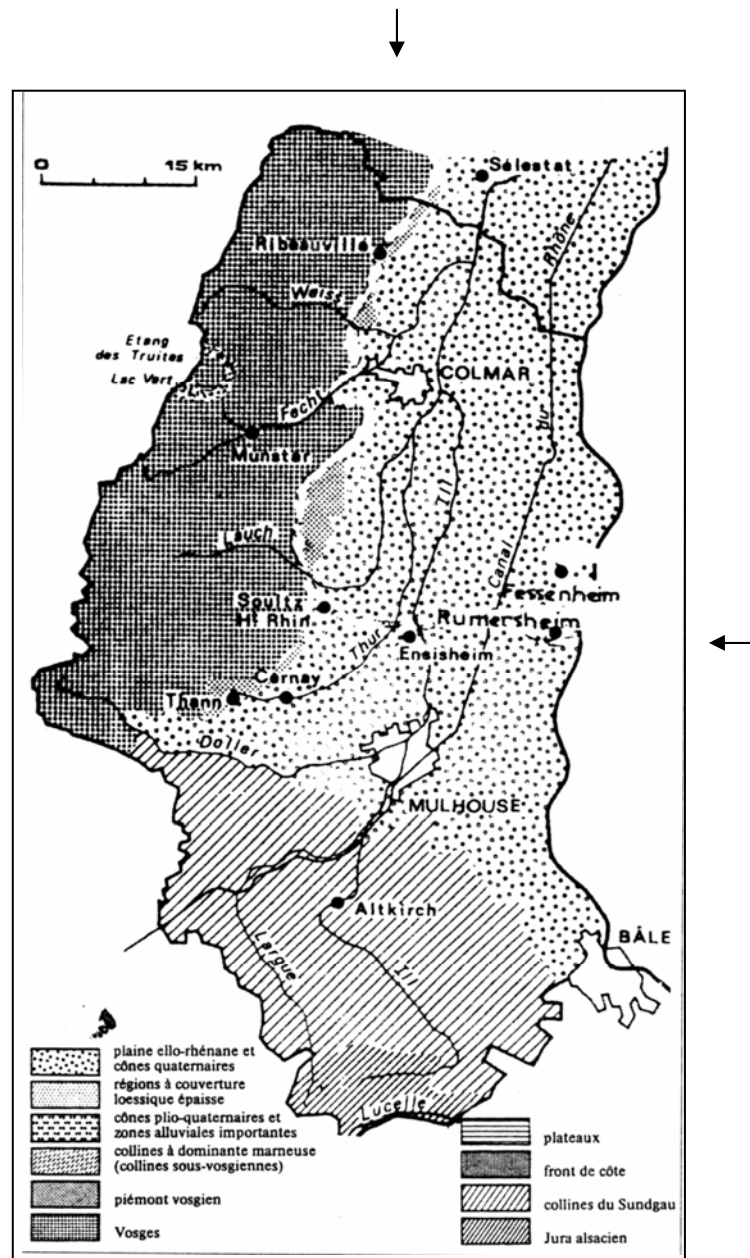 0 15 km
Sélestat
Rhône
Ribeauvillé
Weiss
Etang
des Truites
Lac Vert
COLMAR
au
Fecht
Munster
Ill
Lauch
Canal
Fessenheim
Soultz
Ht Rhin
Rumersheim
Thur
Ensisheim
Cernay
Thann
Doller
MULHOUSE
Altkirch
BÂLE
Largue
Ill
Lucelle
plaine ello-rhénane et
cônes quaternaires
régions à couverture
loessique épaisse
cônes plio-quaternaires et
zones alluviales importantes
collines à dominante marneuse
(collines sous-vosgiennes)
piémont vosgien
Vosges
plateaux
front de côte
collines du Sundgau
Jura alsacien